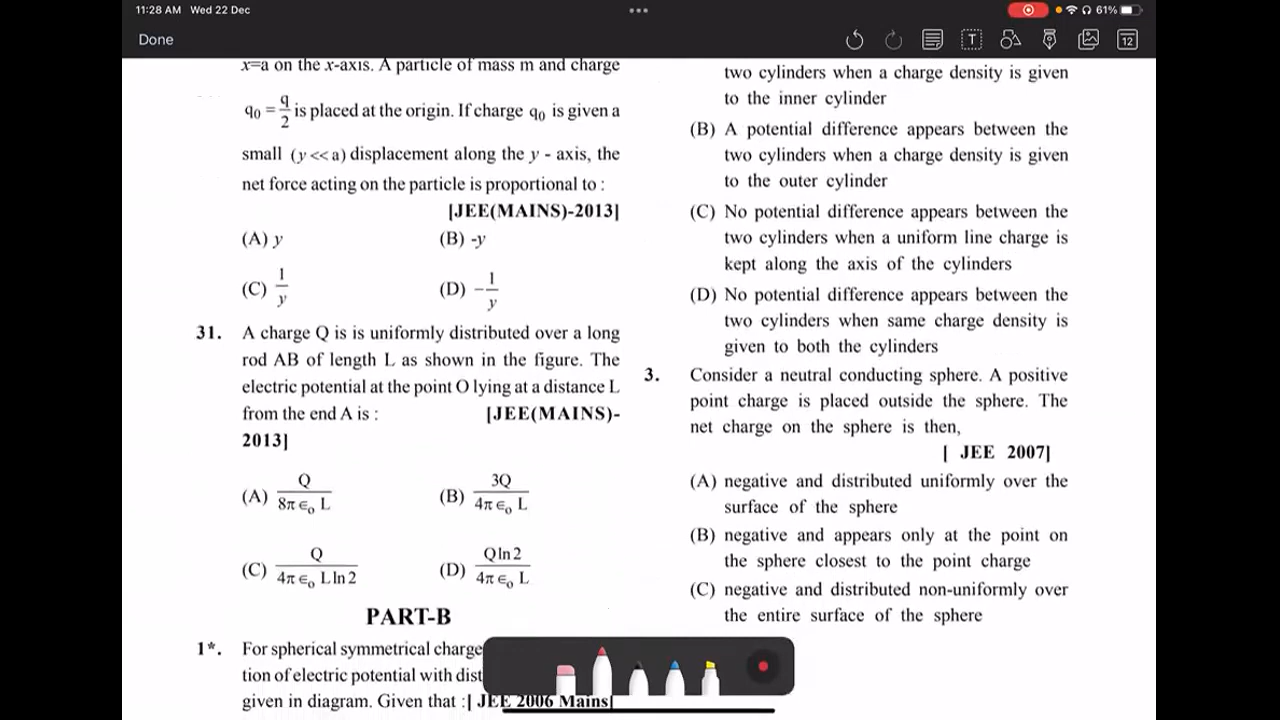 11:28 AM Wed 22 Dec
61%
Done
12
x=a on the x-axis. A particle of mass m and charge
q₀ = q/2 is placed at the origin. If charge q₀ is given a
small (y << a) displacement along the y - axis, the
net force acting on the particle is proportional to :
[JEE(MAINS)-2013]
(A) y (B) -y
(C) 1/y (D) -1/y
31. A charge Q is is uniformly distributed over a long
rod AB of length L as shown in the figure. The
electric potential at the point O lying at a distance L
from the end A is : [JEE(MAINS)-
2013]
(A) Q/8π∈₀ L (B) 3Q/4π∈₀ L
(C) Q/4π∈₀ L ln 2 (D) Q ln 2/4π∈₀ L
PART-B
1*. For spherical symmetrical charge
tion of electric potential with dist
given in diagram. Given that :[ JEE 2006 Mains]
two cylinders when a charge density is given
to the inner cylinder
(B) A potential difference appears between the
two cylinders when a charge density is given
to the outer cylinder
(C) No potential difference appears between the
two cylinders when a uniform line charge is
kept along the axis of the cylinders
(D) No potential difference appears between the
two cylinders when same charge density is
given to both the cylinders
3. Consider a neutral conducting sphere. A positive
point charge is placed outside the sphere. The
net charge on the sphere is then,
[ JEE 2007]
(A) negative and distributed uniformly over the
surface of the sphere
(B) negative and appears only at the point on
the sphere closest to the point charge
(C) negative and distributed non-uniformly over
the entire surface of the sphere